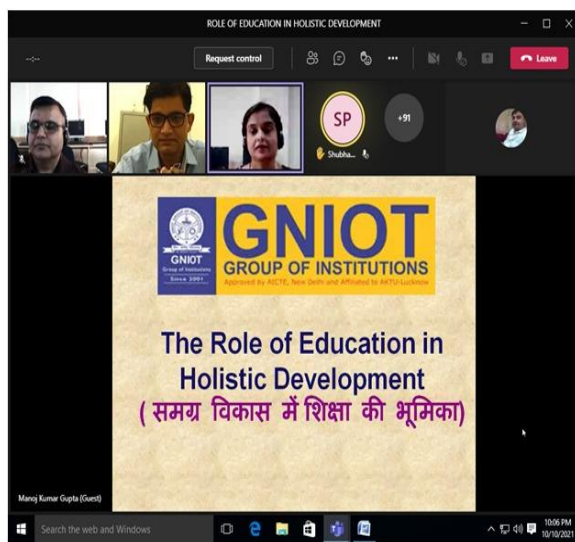 ROLE OF EDUCATION IN HOLISTIC DEVELOPMENT
--:--
Request control
Leave
SP
+91
Shubha...
GNIOT
Group of Institutions
Since 2001
GNIOT
GROUP OF INSTITUTIONS
Approved by AICTE, New Delhi and Affiliated to AKTU-Lucknow
The Role of Education in
Holistic Development
( समग्र विकास में शिक्षा की भूमिका)
Manoj Kumar Gupta (Guest)
Search the web and Windows
10:06 PM
10/10/2021